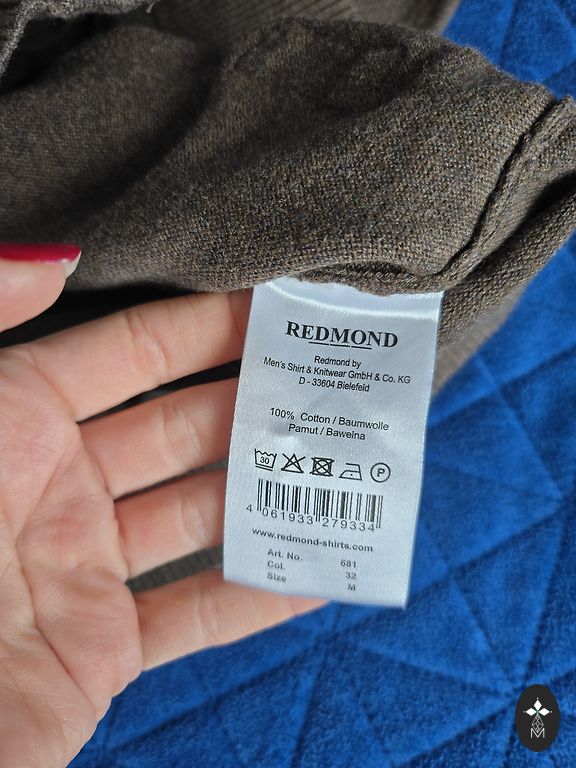 REDMOND
Redmond by
Men's Shirt & Knitwear GmbH & Co. KG
D - 33604 Bielefeld
100% Cotton / Baumwolle
Pamut / Bawełna
30
P
4 061933 279334
www.redmond-shirts.com
Art. No. 681
Col. 32
Size M
M